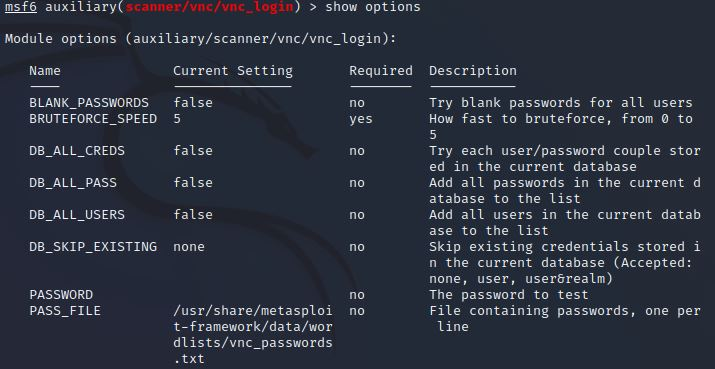 msf6 auxiliary(scanner/vnc/vnc_login) > show options
Module options (auxiliary/scanner/vnc/vnc_login):
Name Current Setting Required Description
BLANK_PASSWORDS false no Try blank passwords for all users
BRUTEFORCE_SPEED 5 yes How fast to bruteforce, from 0 to
5
DB_ALL_CREDS false no Try each user/password couple stor
ed in the current database
DB_ALL_PASS false no Add all passwords in the current d
atabase to the list
DB_ALL_USERS false no Add all users in the current datab
ase to the list
DB_SKIP_EXISTING none no Skip existing credentials stored i
n the current database (Accepted:
none, user, user&realm)
PASSWORD no The password to test
PASS_FILE /usr/share/metasploi no File containing passwords, one per
t-framework/data/wor line
dlists/vnc_passwords
.txt